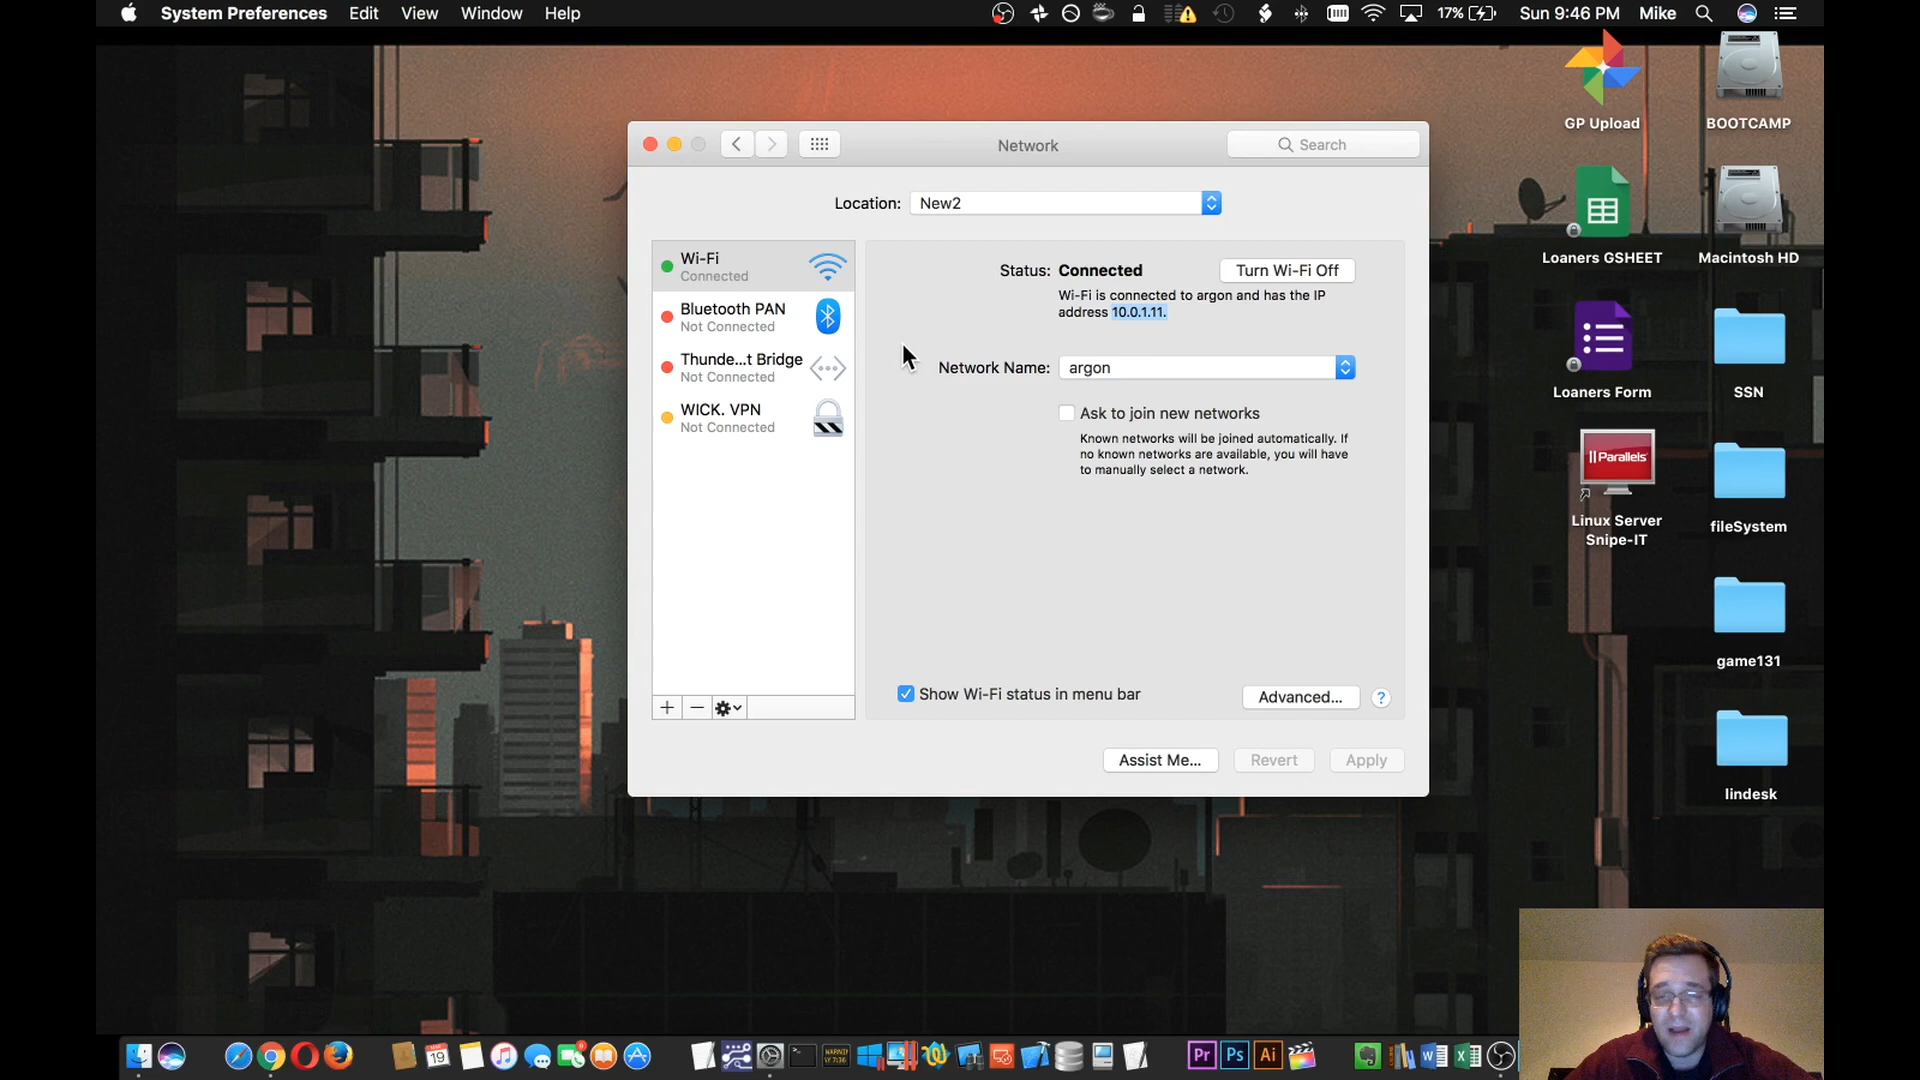 System Preferences Edit View Window Help 17% Sun 9:46 PM Mike
GP Upload BOOTCAMP
Network
Search
Location: New2
Wi-Fi
Connected
Bluetooth PAN
Not Connected
Thunde...t Bridge
Not Connected
WICK. VPN
Not Connected
Status: Connected Turn Wi-Fi Off
Wi-Fi is connected to argon and has the IP
address 10.0.1.11.
Network Name: argon
Ask to join new networks
Known networks will be joined automatically. If
no known networks are available, you will have
to manually select a network.
Show Wi-Fi status in menu bar Advanced... ?
Assist Me... Revert Apply
Loaners GSHEET Macintosh HD
Loaners Form SSN
Parallels
Linux Server
Snipe-IT
fileSystem
game131
lindesk
19
Pr Ps Ai